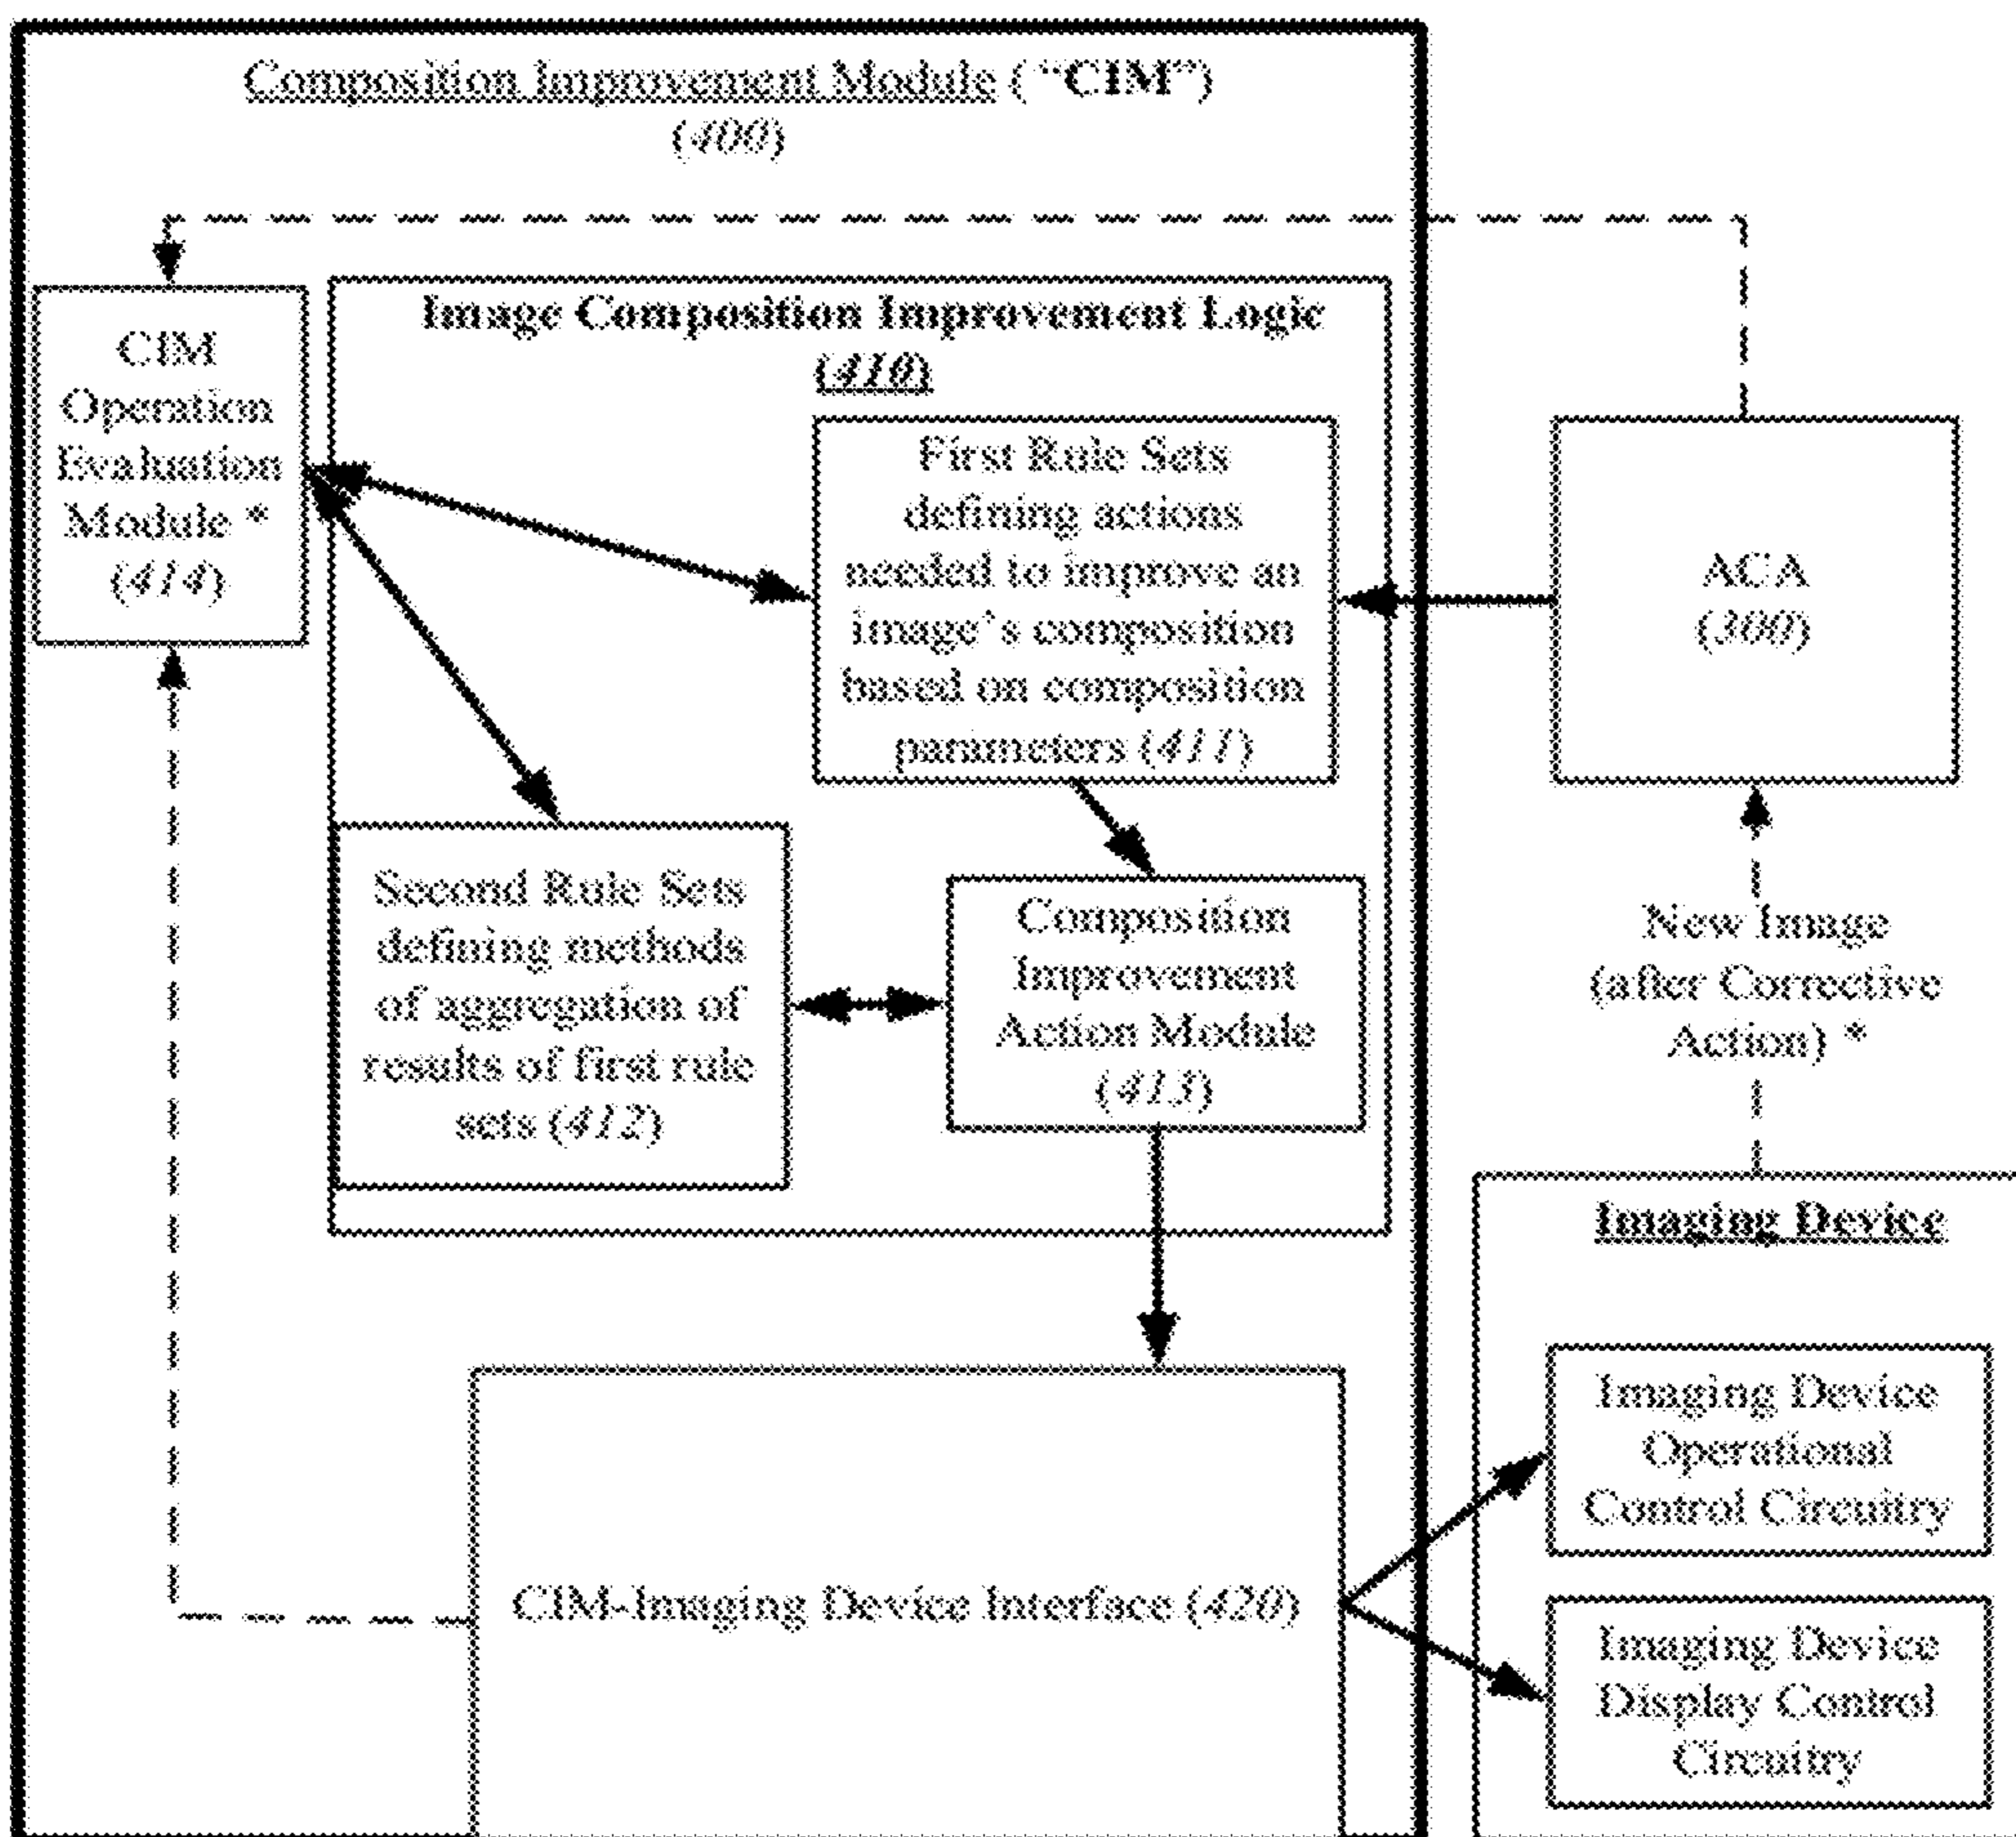 Composition Improvement Module (“CIM”)
(400)
CIM
Operation
Evaluation
Module *
(414)
Image Composition Improvement Logic
(410)
First Rule Sets
defining actions
needed to improve an
image’s composition
based on composition
parameters (411)
ACA
(300)
Second Rule Sets
defining methods
of aggregation of
results of first rule
sets (412)
Composition
Improvement
Action Module
(413)
New Image
(after Corrective
Action) *
Imaging Device
Imaging Device
Operational
Control Circuitry
CIM-Imaging Device Interface (420)
Imaging Device
Display Control
Circuitry